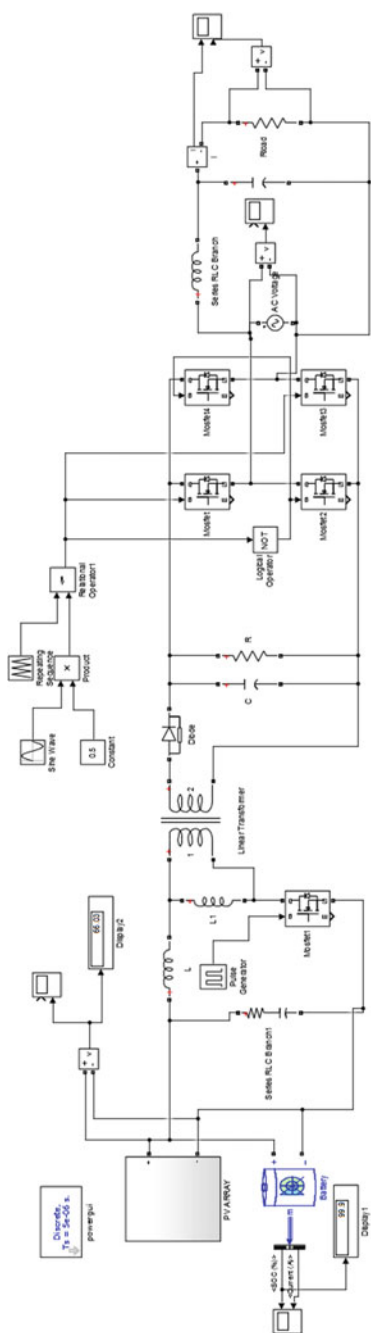 Discrete,
Ts = 5e-06 s.
powergui
PV ARRAY
+
-
Battery
+
-
m
<SOC (%)>
<Current (A)>
99.9
Display1
+
-
v
66.03
Display2
Series RLC Branch1
L
L1
Pulse
Generator
Mosfet1
1
2
Linear Transformer
Diode
C
R
Sine Wave
0.5
Constant
Repeating
Sequence
×
Product
Relational
Operator1
NOT
Logical
Operator
Mosfet
Mosfet2
Mosfet4
Mosfet3
AC Voltage
+
-
v
Series RLC Branch
+
-
i
I
Rload
+
-
v